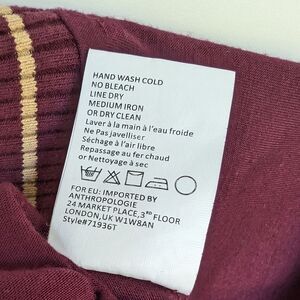 HAND WASH COLD
NO BLEACH
LINE DRY
MEDIUM IRON
OR DRY CLEAN
Laver à la main à l'eau froide
Ne Pas javelliser
Séchage à l'air libre
Repassage au fer chaud
or Netoyage à sec
FOR EU: IMPORTED BY
ANTHROPOLOGIE
24 MARKET PLACE, 3RD FLOOR
LONDON, UK W1W8AN
Style#71936T